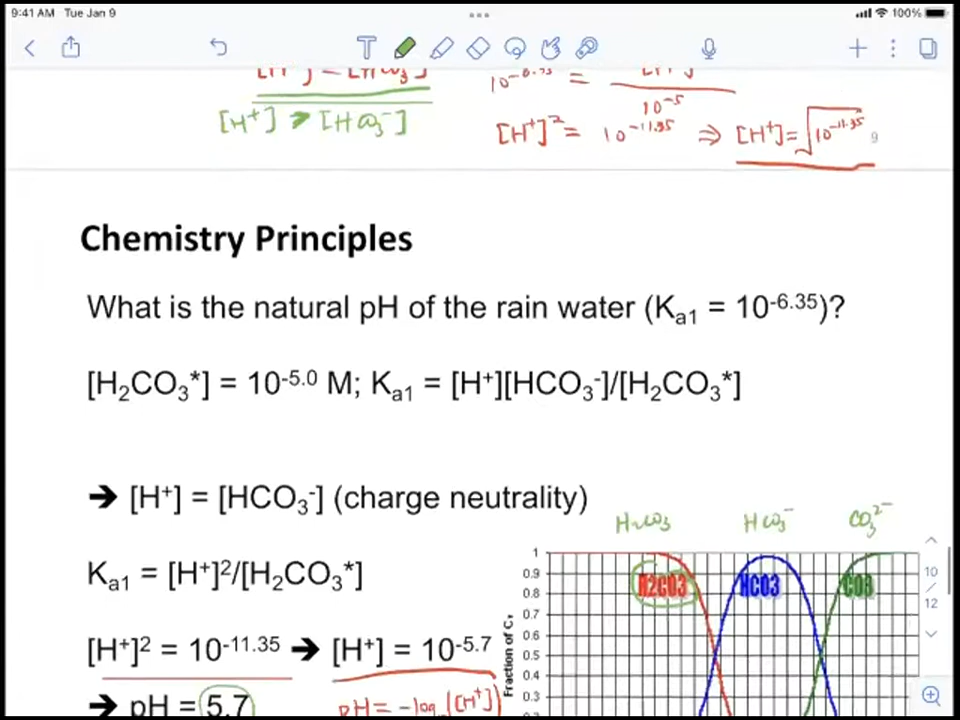 9:41 AM Tue Jan 9
100%
[H⁺] > [HCO₃⁻]
10⁻⁵
[H⁺]² = 10⁻¹¹·³⁵ ⇒ [H⁺] = √10⁻¹¹·³⁵
9
Chemistry Principles
What is the natural pH of the rain water (Kₐ₁ = 10⁻⁶·³⁵)?
[H₂CO₃*] = 10⁻⁵·⁰ M; Kₐ₁ = [H⁺][HCO₃⁻]/[H₂CO₃*]
➔ [H⁺] = [HCO₃⁻] (charge neutrality)
H₂CO₃ HCO₃⁻ CO₃²⁻
Kₐ₁ = [H⁺]²/[H₂CO₃*]
[H⁺]2 = 10⁻¹¹·³⁵ ➔ [H⁺] = 10⁻⁵·⁷
➔ pH = 5.7
pH = -log ([H⁺])
H2CO3 HCO3 CO3
Fraction of Cₜ
1
0.9
0.8
0.7
0.6
0.5
0.4
0.3
10
/
12